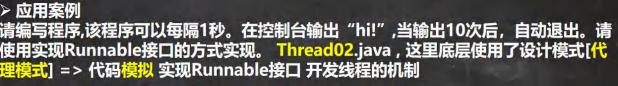 ➢ 应用案例
请编写程序,该程序可以每隔1秒。在控制台输出“hi!”,当输出10次后，自动退出。请
使用实现Runnable接口的方式实现。 Thread02.java , 这里底层使用了设计模式[代
理模式] => 代码模拟 实现Runnable接口 开发线程的机制